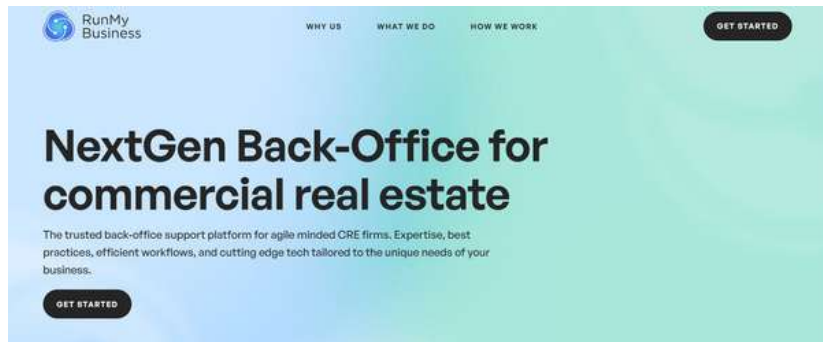 RunMy
Business
WHY US
WHAT WE DO
HOW WE WORK
GET STARTED
NextGen Back-Office for
commercial real estate
The trusted back-office support platform for agile minded CRE firms. Expertise, best
practices, efficient workflows, and cutting edge tech tailored to the unique needs of your
business.
GET STARTED